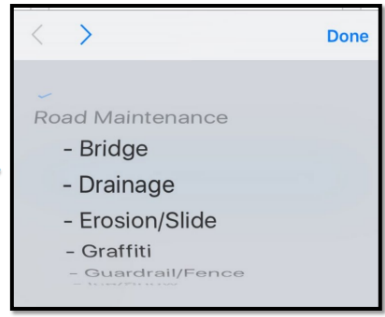 Done
Road Maintenance
- Bridge
- Drainage
- Erosion/Slide
- Graffiti
- Guardrail/Fence